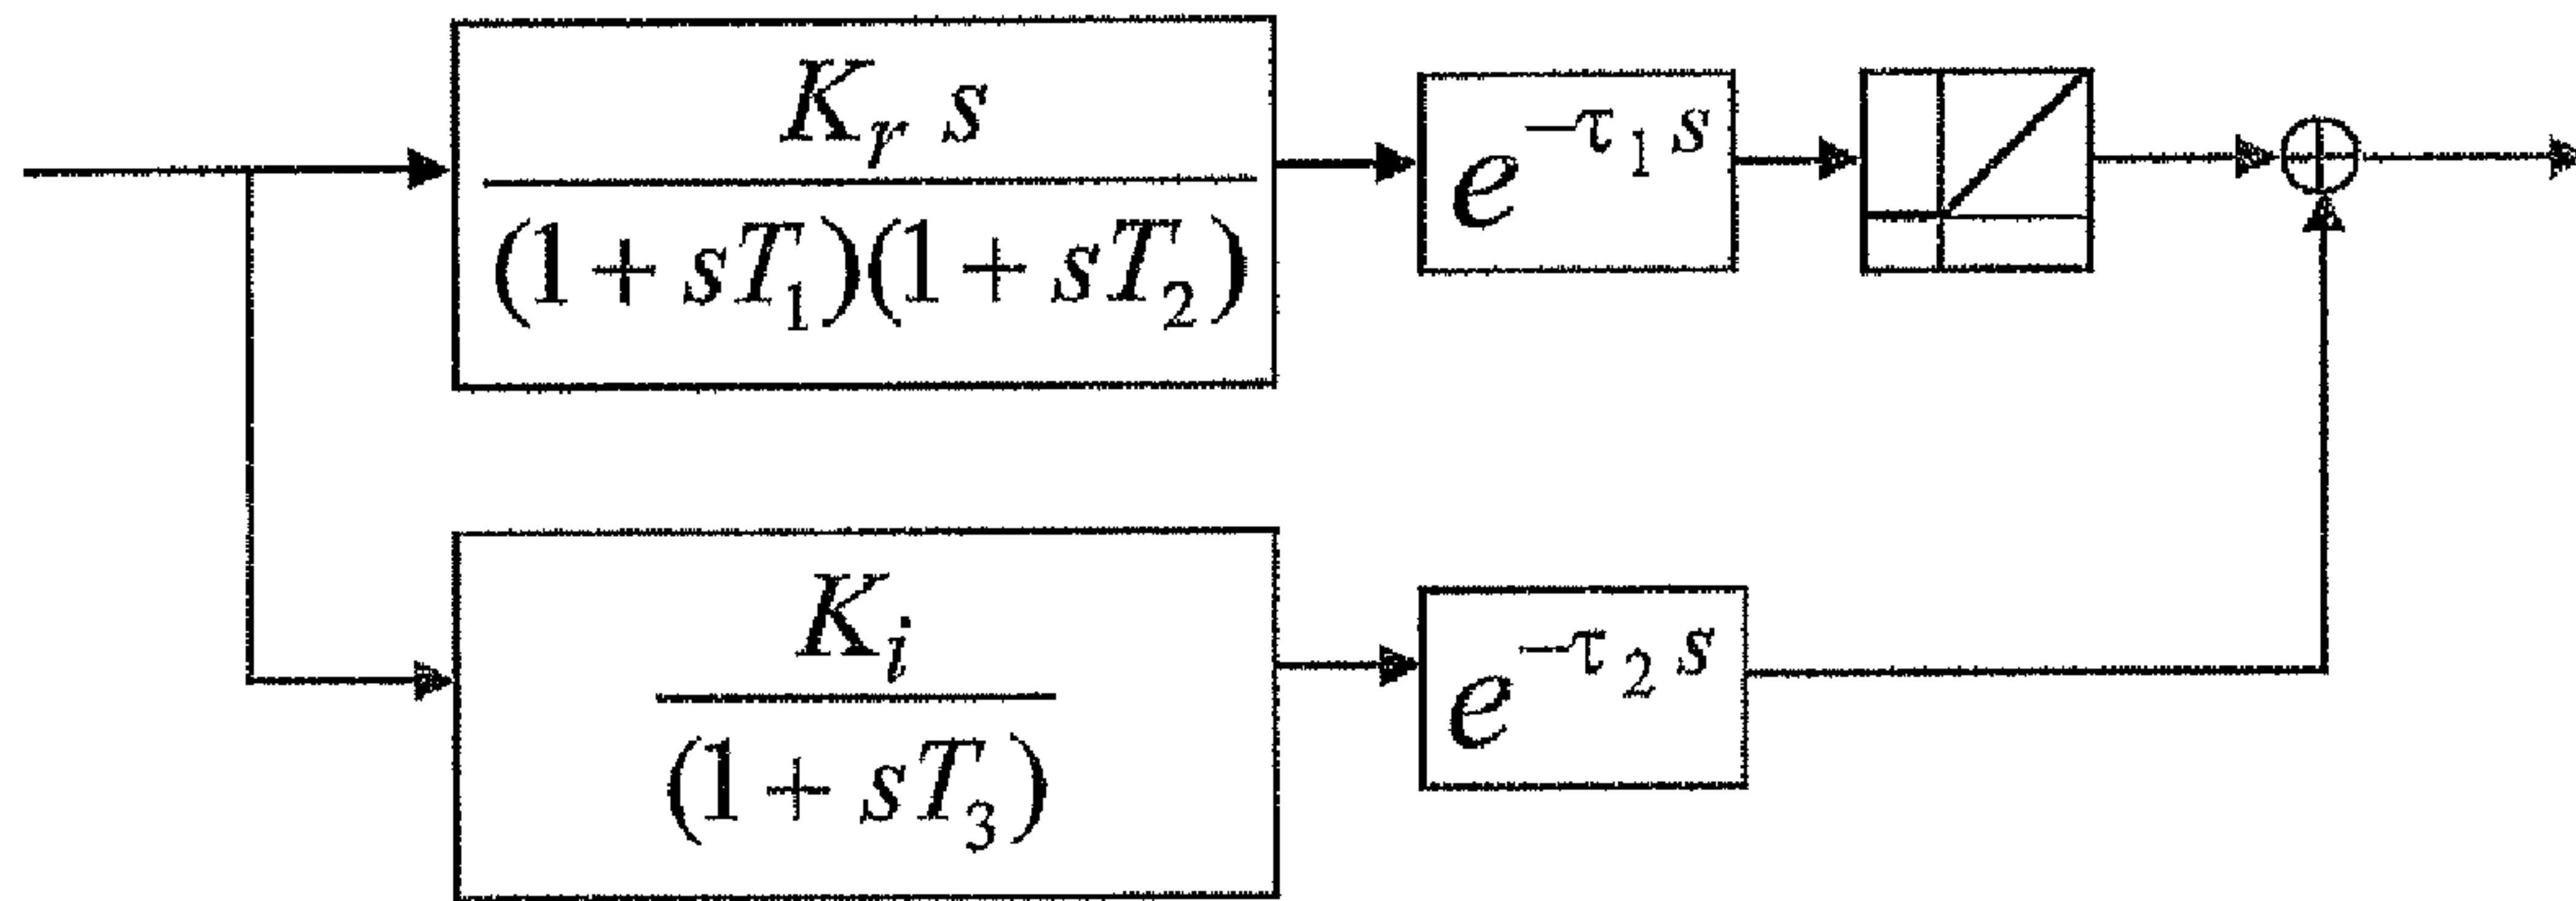 K_r s
e^{-τ_1 s}
(1 + sT_1)(1 + sT_2)
K_i
e^{-τ_2 s}
(1 + sT_3)